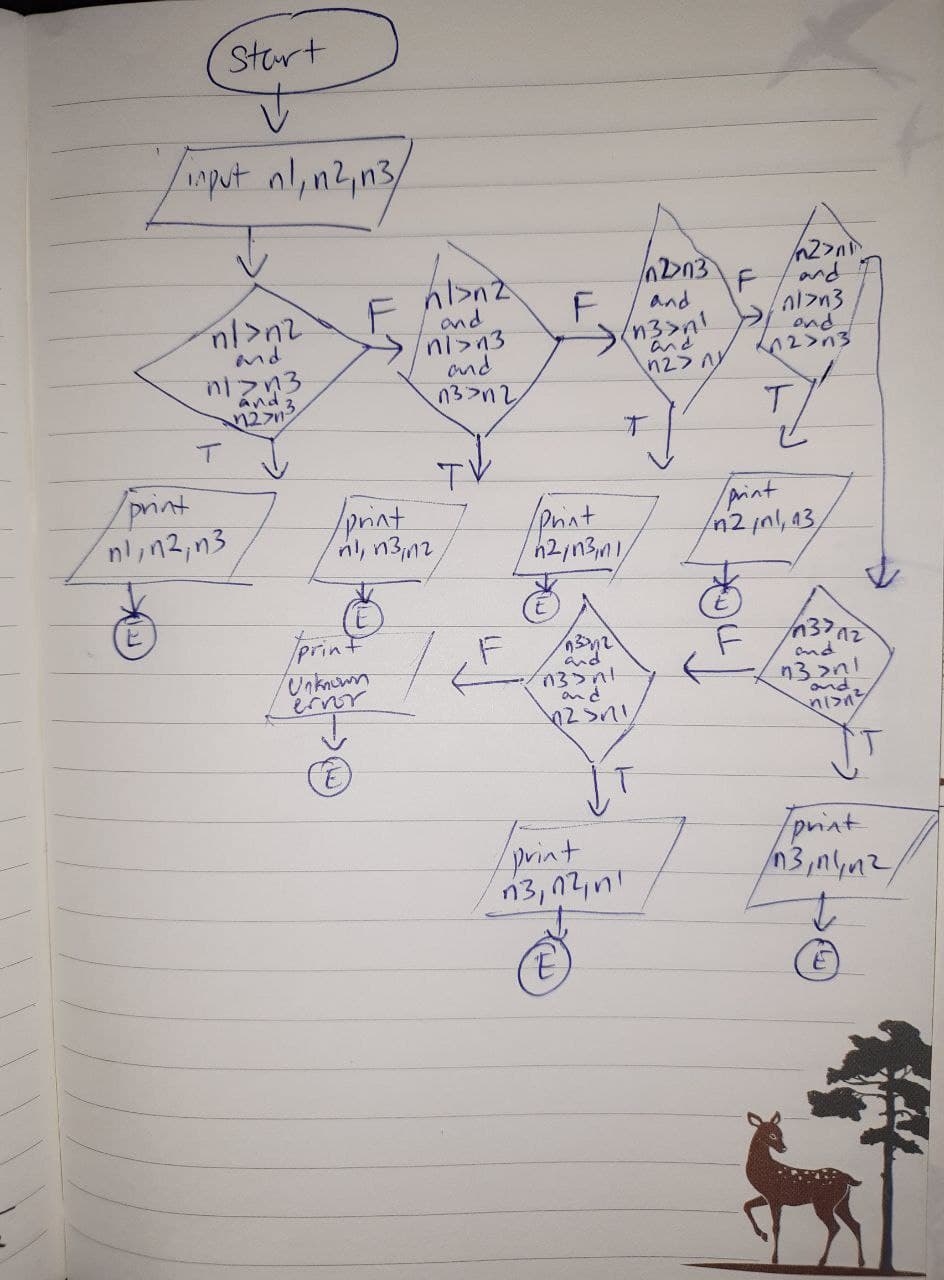 Start
input n1,n2,n3
n1>n2
and
n1>n3
and
n2>n3
F
n1>n2
and
n1>n3
and
n3>n2
F
n2>n3
and
n3>n1
and
n2>n1
F
n2>n1
and
n1>n3
and
n2>n3
T
T
T
T
print
n1,n2,n3
E
print
n1,n3,n2
E
print
n2,n3,n1
E
print
n2,n1,n3
E
n3>n2
and
n3>n1
and
n1>n2
F
n3>n2
and
n3>n1
and
n2>n1
F
print
Unknown
error
E
T
T
print
n3,n2,n1
E
print
n3,n1,n2
E